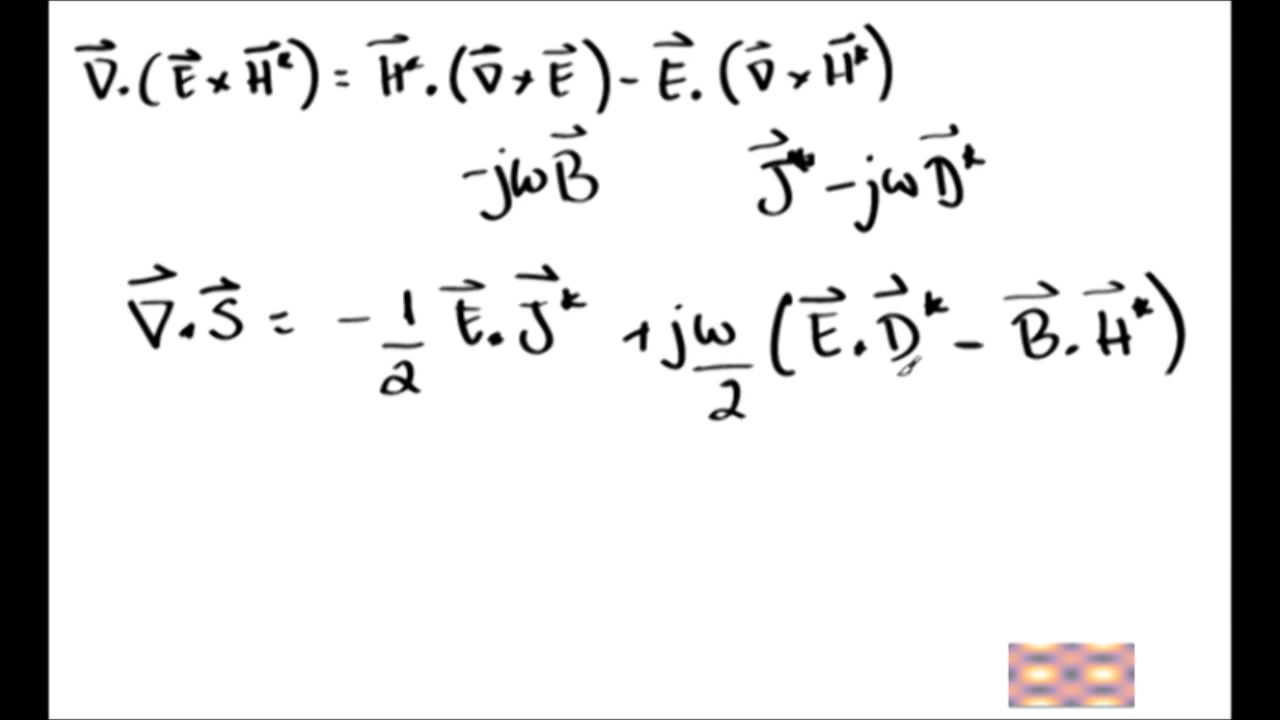 ∇⃗.(E⃗×H⃗*) = H⃗*.(∇⃗×E⃗) - E⃗.(∇⃗×H⃗*)
-jωB⃗ J⃗*-jωD⃗*
∇⃗.S⃗ = -1/2 E⃗.J⃗* +jω/2 (E⃗.D⃗* - B⃗.H⃗*)